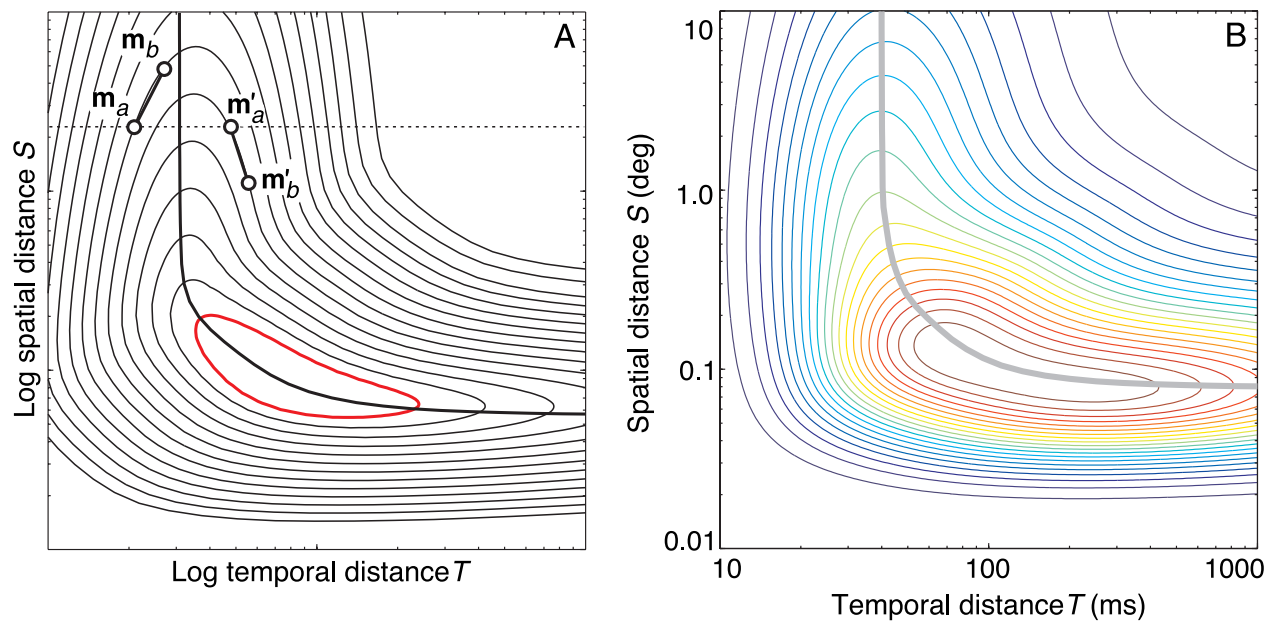 A
m_b
m_a
m'_a
m'_b
Log spatial distance S
Log temporal distance T
B
10
1.0
0.1
0.01
Spatial distance S (deg)
10
100
1000
Temporal distance T (ms)